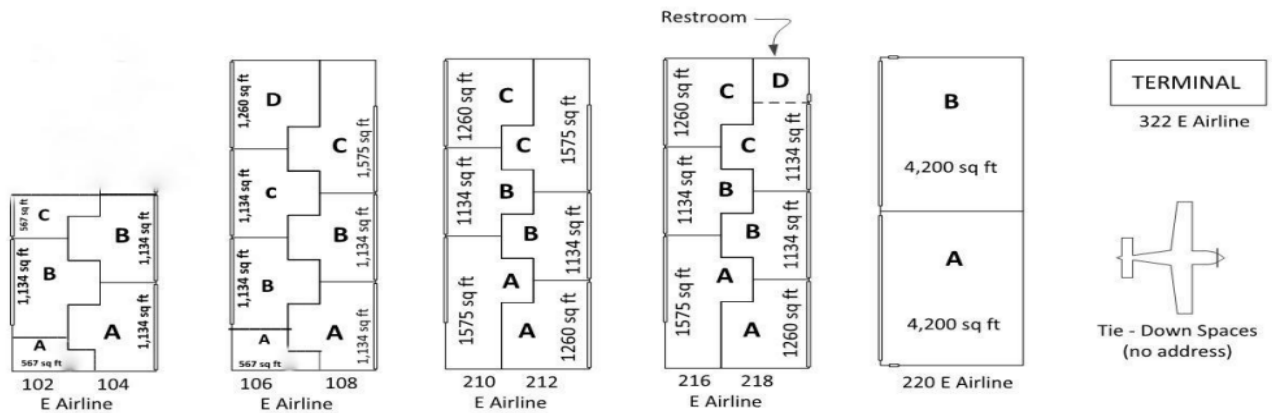 Restroom
C
567 sq ft
B
1,134 sq ft
A
567 sq ft
B
1,134 sq ft
A
1,134 sq ft
102 104
E Airline
D
1,260 sq ft
C
1,134 sq ft
B
1,134 sq ft
A
567 sq ft
C
1,575 sq ft
B
1,134 sq ft
A
1,134 sq ft
106 108
E Airline
C
1260 sq ft
B
1134 sq ft
A
1575 sq ft
C
1575 sq ft
B
1134 sq ft
A
1260 sq ft
210 212
E Airline
C
1260 sq ft
B
1134 sq ft
A
1575 sq ft
D
C
1134 sq ft
B
1134 sq ft
A
1260 sq ft
216 218
E Airline
B
4,200 sq ft
A
4,200 sq ft
220 E Airline
TERMINAL
322 E Airline
Tie - Down Spaces
(no address)